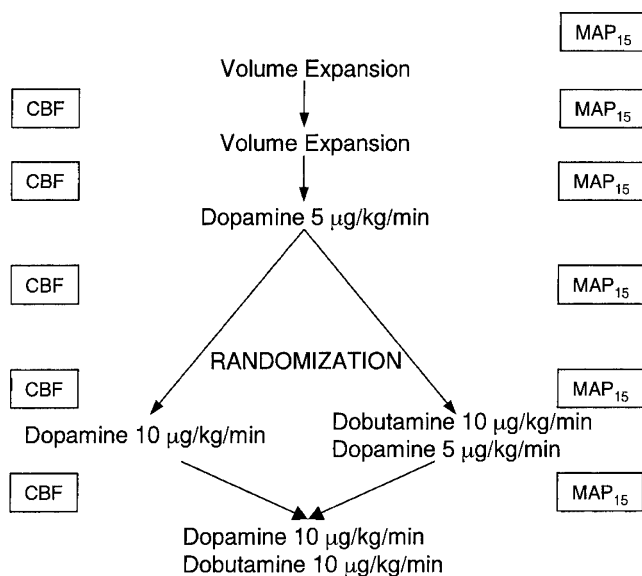 MAP15
Volume Expansion
CBF
MAP15
Volume Expansion
CBF
MAP15
Dopamine 5 μg/kg/min
CBF
MAP15
RANDOMIZATION
CBF
MAP15
Dopamine 10 μg/kg/min
Dobutamine 10 μg/kg/min
Dopamine 5 μg/kg/min
CBF
MAP15
Dopamine 10 μg/kg/min
Dobutamine 10 μg/kg/min